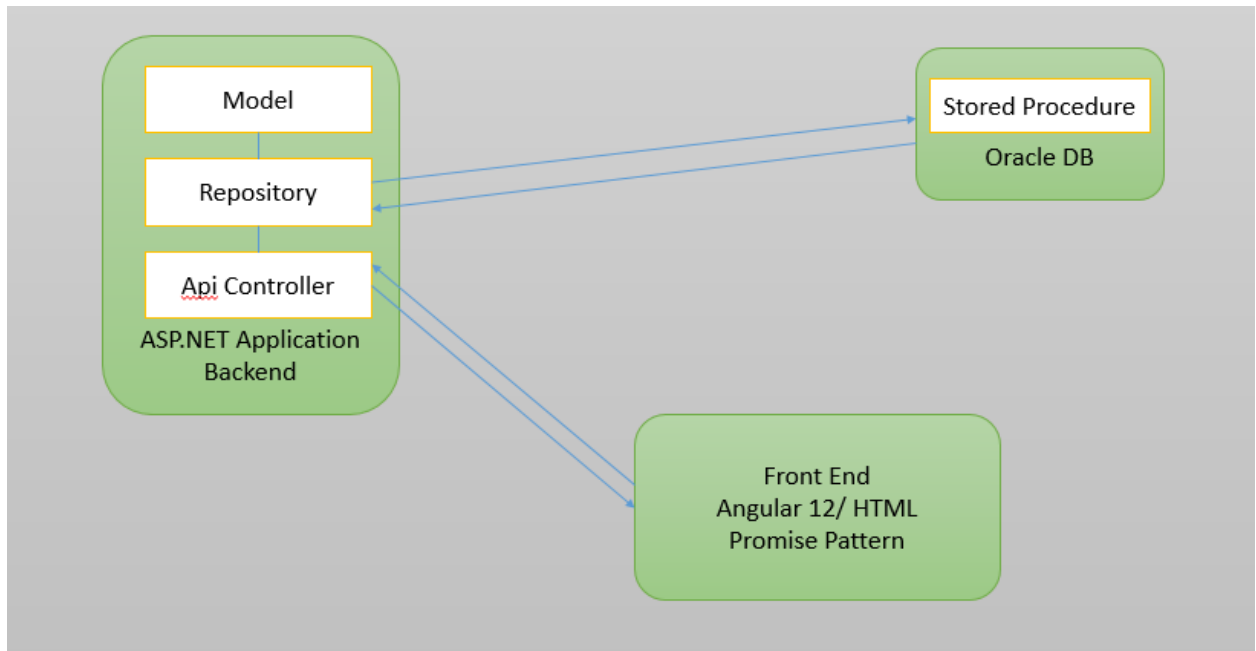 Model
Repository
Api Controller
ASP.NET Application
Backend
Stored Procedure
Oracle DB
Front End
Angular 12/ HTML
Promise Pattern